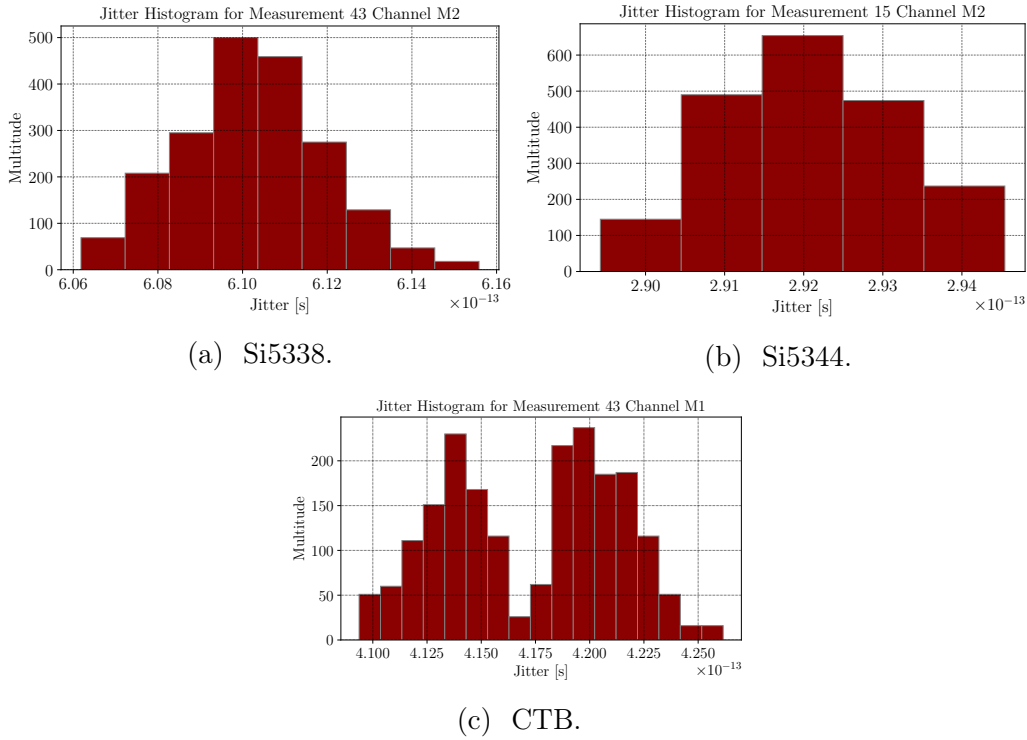 Jitter Histogram for Measurement 43 Channel M2
500
400
300
200
100
0
Multitude
6.06 6.08 6.10 6.12 6.14 6.16
Jitter [s]
×10⁻¹³
(a) Si5338.
Jitter Histogram for Measurement 15 Channel M2
600
500
400
300
200
100
0
Multitude
2.90 2.91 2.92 2.93 2.94
Jitter [s]
×10⁻¹³
(b) Si5344.
Jitter Histogram for Measurement 43 Channel M1
200
150
100
50
0
Multitude
4.100 4.125 4.150 4.175 4.200 4.225 4.250
Jitter [s]
×10⁻¹³
(c) CTB.